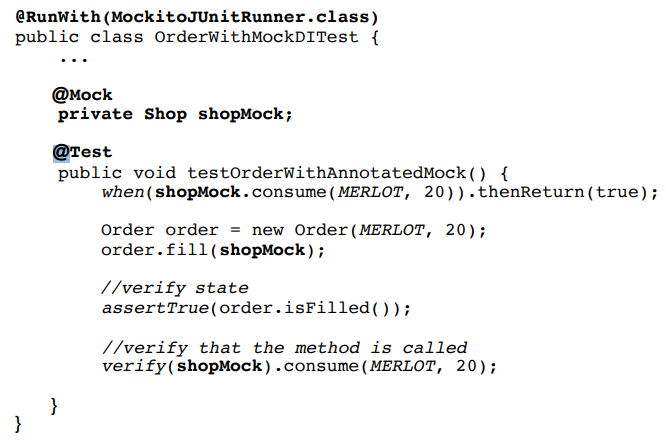 @RunWith(MockitoJUnitRunner.class)
public class OrderWithMockDITest {
...
@Mock
private Shop shopMock;
@Test
public void testOrderWithAnnotatedMock() {
when(shopMock.consume(MERLOT, 20)).thenReturn(true);
Order order = new Order(MERLOT, 20);
order.fill(shopMock);
//verify state
assertTrue(order.isFilled());
//verify that the method is called
verify(shopMock).consume(MERLOT, 20);
}
}